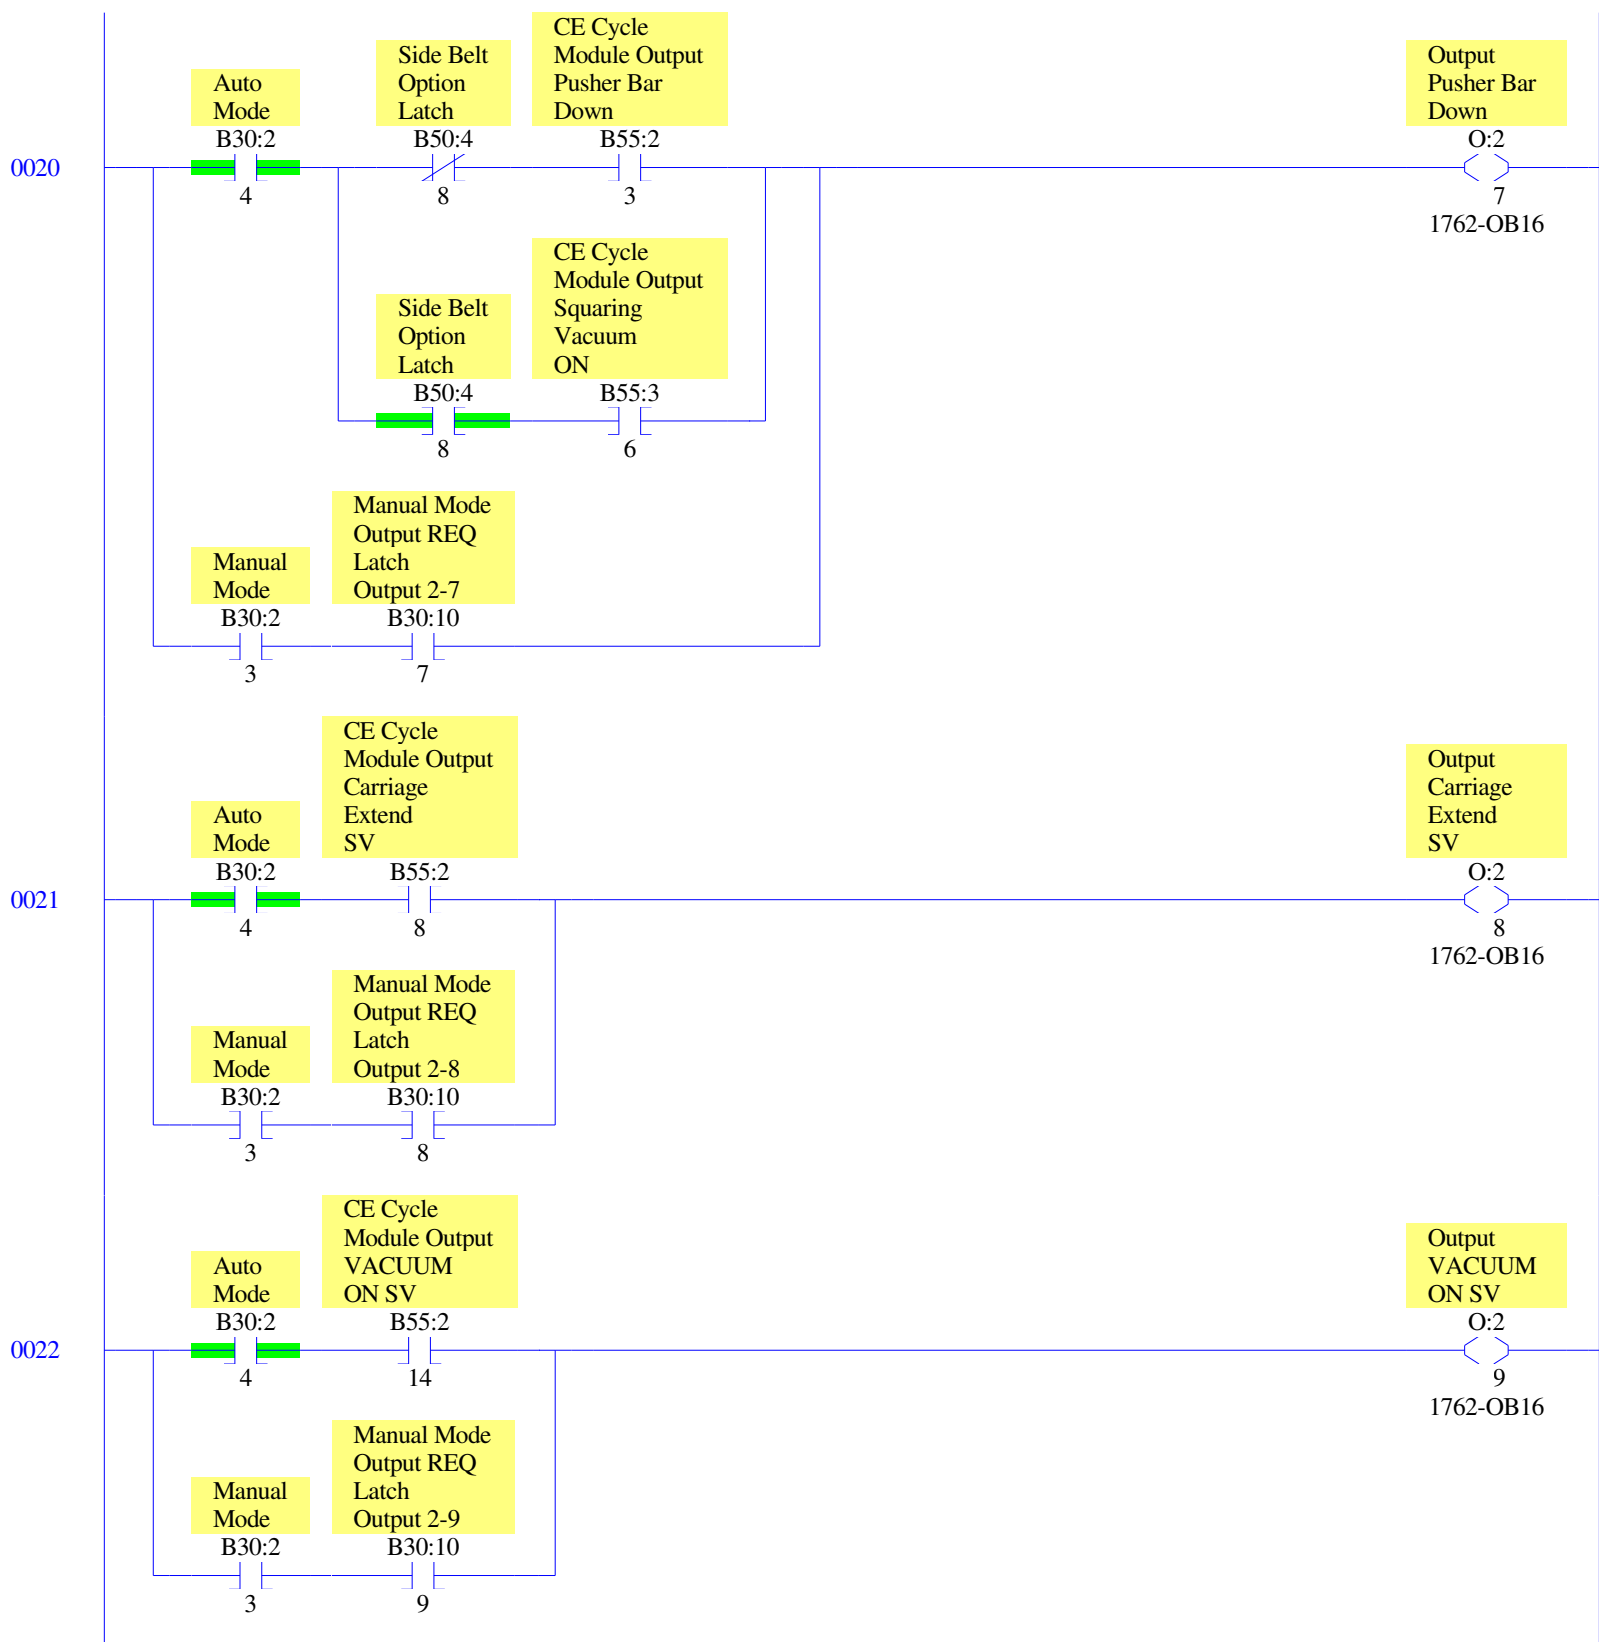 CE Cycle
Module Output
Pusher Bar
Down
Side Belt
Option
Latch
Auto
Mode
Output
Pusher Bar
Down
B30:2
B50:4
B55:2
O:2
0020
4
8
3
7
1762-OB16
CE Cycle
Module Output
Squaring
Vacuum
ON
Side Belt
Option
Latch
B50:4
B55:3
8
6
Manual Mode
Output REQ
Latch
Output 2-7
Manual
Mode
B30:2
B30:10
3
7
CE Cycle
Module Output
Carriage
Extend
SV
Auto
Mode
Output
Carriage
Extend
SV
B30:2
B55:2
O:2
0021
4
8
8
1762-OB16
Manual Mode
Output REQ
Latch
Output 2-8
Manual
Mode
B30:2
B30:10
3
8
CE Cycle
Module Output
VACUUM
ON SV
Auto
Mode
Output
VACUUM
ON SV
B30:2
B55:2
O:2
0022
4
14
9
1762-OB16
Manual Mode
Output REQ
Latch
Output 2-9
Manual
Mode
B30:2
B30:10
3
9